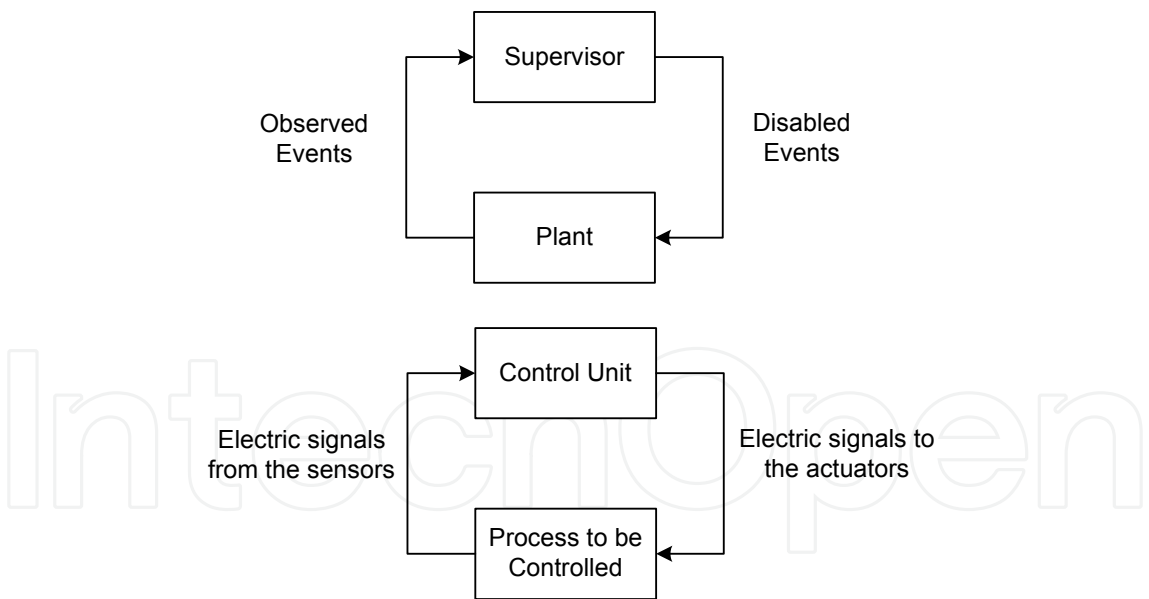 Supervisor
Observed
Events
Disabled
Events
Plant
Control Unit
Electric signals
from the sensors
Electric signals to
the actuators
Process to be
Controlled
IntechOpen